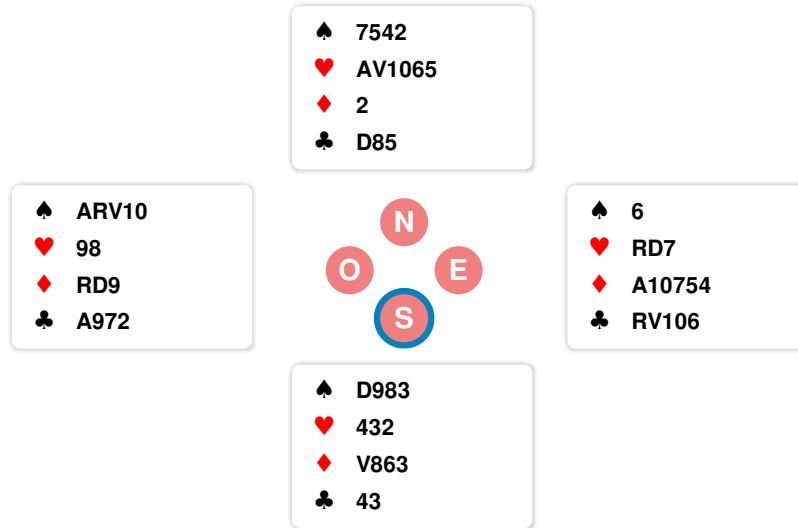 ♠ 7542
♥ AV1065
♦ 2
♣ D85
♠ ARV10
♥ 98
♦ RD9
♣ A972
N
O E
S
♠ 6
♥ RD7
♦ A10754
♣ RV106
♠ D983
♥ 432
♦ V863
♣ 43